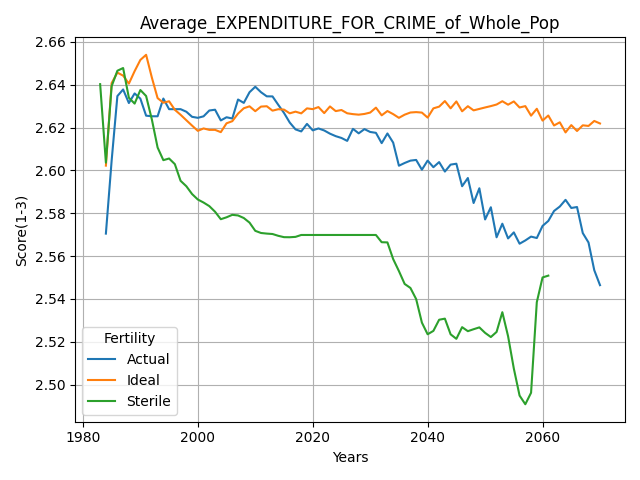 Average_EXPENDITURE_FOR_CRIME_of_Whole_Pop
2.66
2.64
2.62
2.60
2.58
2.56
2.54
2.52
2.50
Score(1-3)
Fertility
Actual
Ideal
Sterile
1980 2000 2020 2040 2060
Years